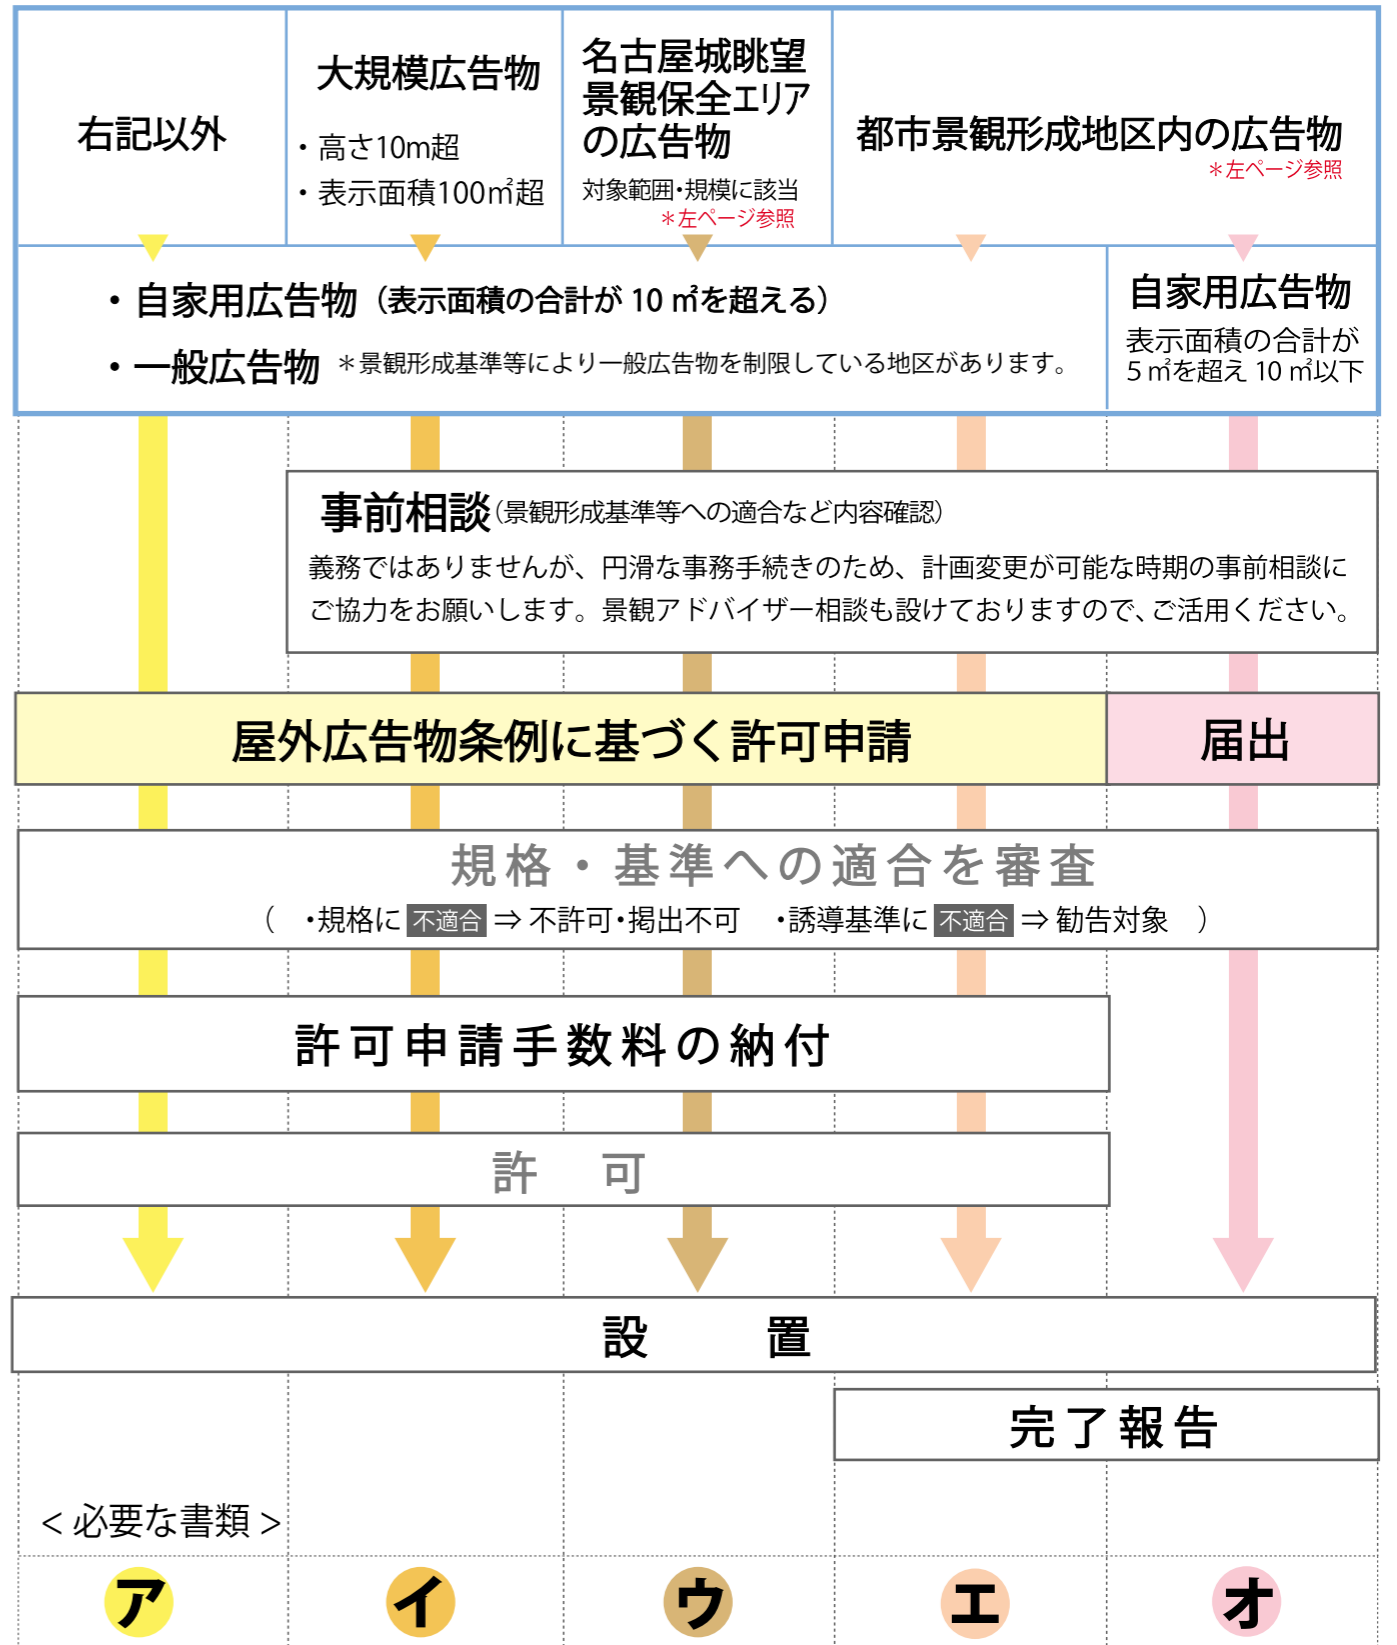 右記以外
大規模広告物
・高さ10m超
・表示面積100㎡超
名古屋城眺望
景観保全エリア
の広告物
対象範囲・規模に該当
＊左ページ参照
都市景観形成地区内の広告物
＊左ページ参照
・自家用広告物（表示面積の合計が 10 ㎡を超える）
・一般広告物 ＊景観形成基準等により一般広告物を制限している地区があります。
自家用広告物
表示面積の合計が
5 ㎡を超え 10 ㎡以下
事前相談（景観形成基準等への適合など内容確認）
義務ではありませんが、円滑な事務手続きのため、計画変更が可能な時期の事前相談に
ご協力をお願いします。景観アドバイザー相談も設けておりますので、ご活用ください。
屋外広告物条例に基づく許可申請
届出
規格・基準への適合を審査
（ ・規格に 不適合 ⇒ 不許可・掲出不可 ・誘導基準に 不適合 ⇒ 勧告対象 ）
許可申請手数料の納付
許 可
設 置
完了報告
< 必要な書類 >
ア
イ
ウ
エ
オ